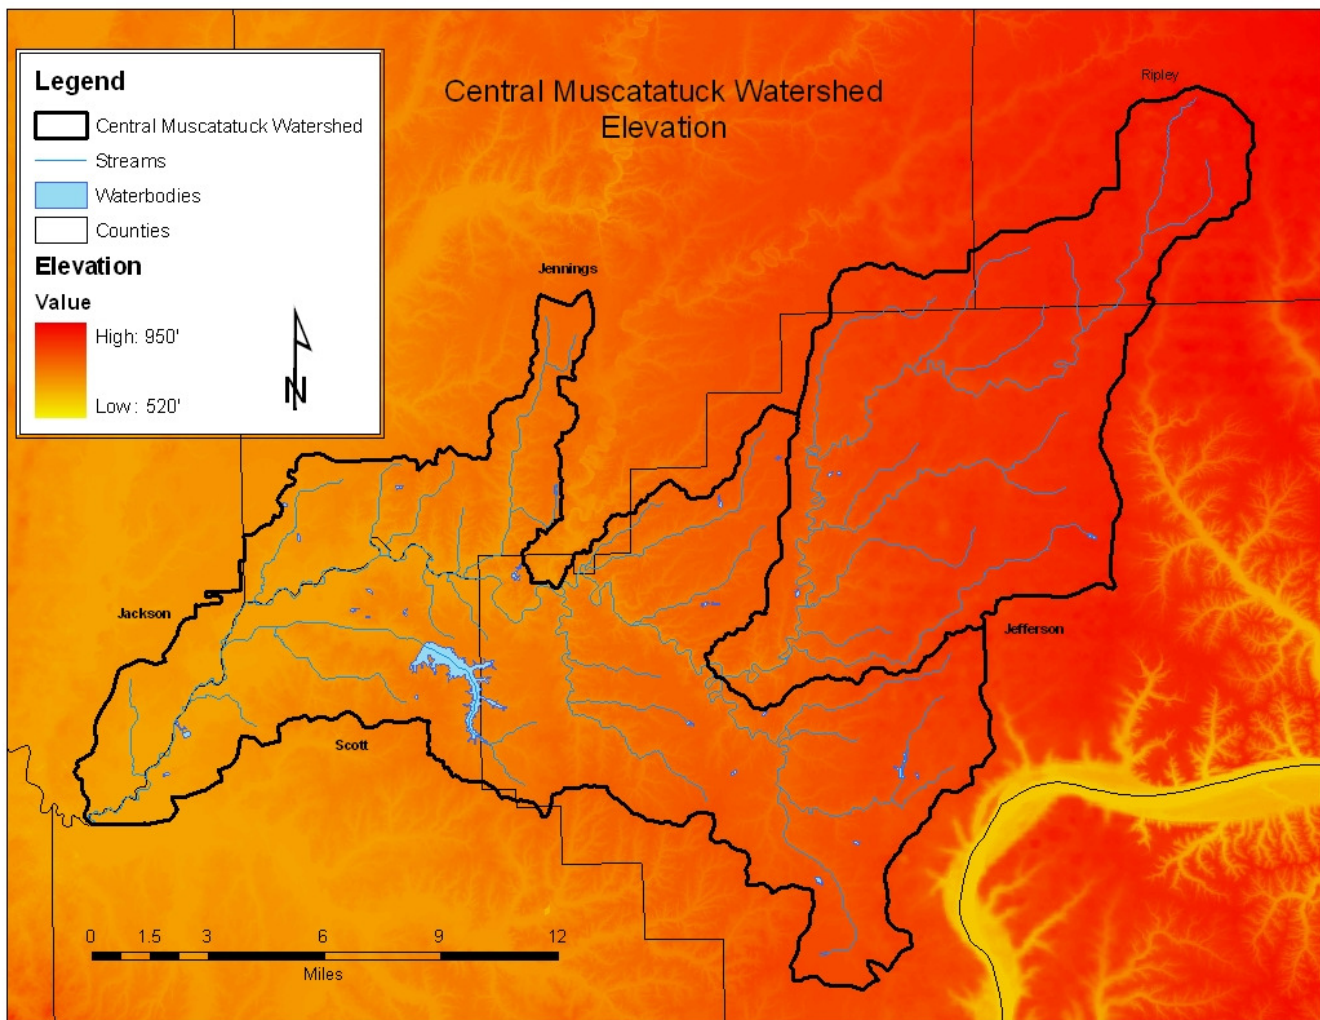 Central Muscatatuck Watershed
Elevation
Ripley
Legend
Central Muscatatuck Watershed
Streams
Waterbodies
Counties
Elevation
Value
High: 950'
Low: 520'
N
Jennings
Jackson
Jefferson
Scott
0 1.5 3 6 9 12
Miles